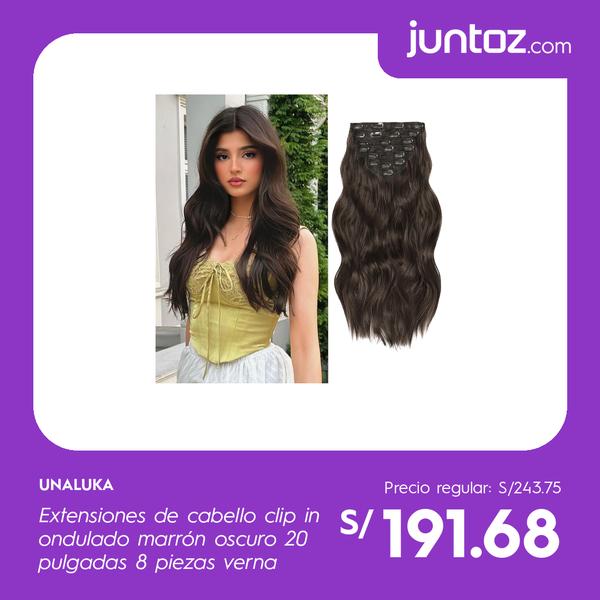 juntoz.com
UNALUKA
Extensiones de cabello clip in
ondulado marrón oscuro 20
pulgadas 8 piezas verna
Precio regular: S/243.75
S/191.68